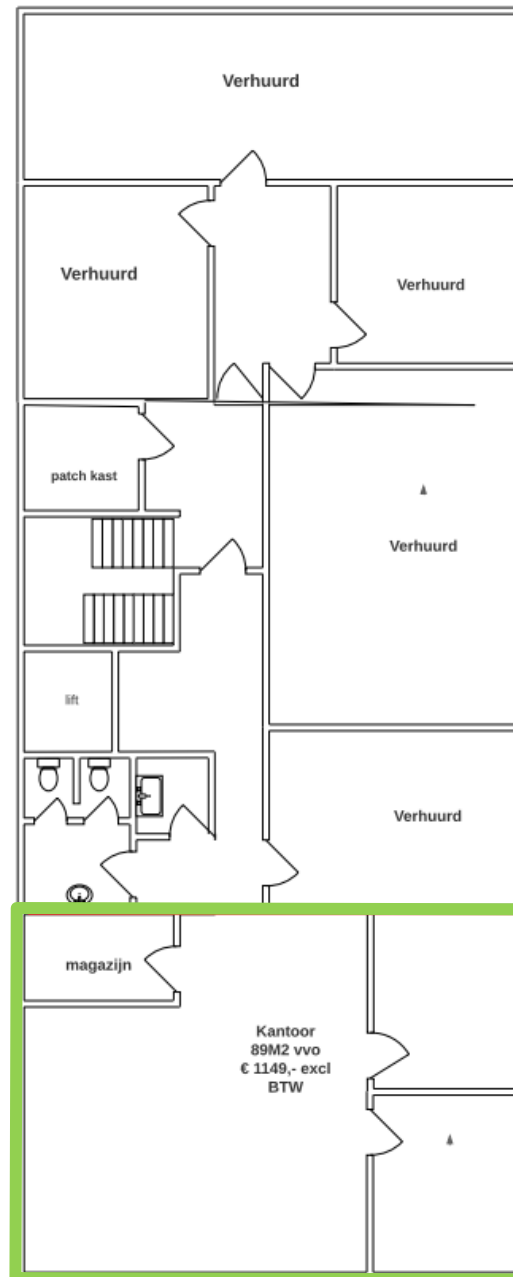 Verhuurd
Verhuurd
Verhuurd
patch kast
Verhuurd
lift
Verhuurd
magazijn
Kantoor
89M2 vvo
€ 1149,- excl
BTW